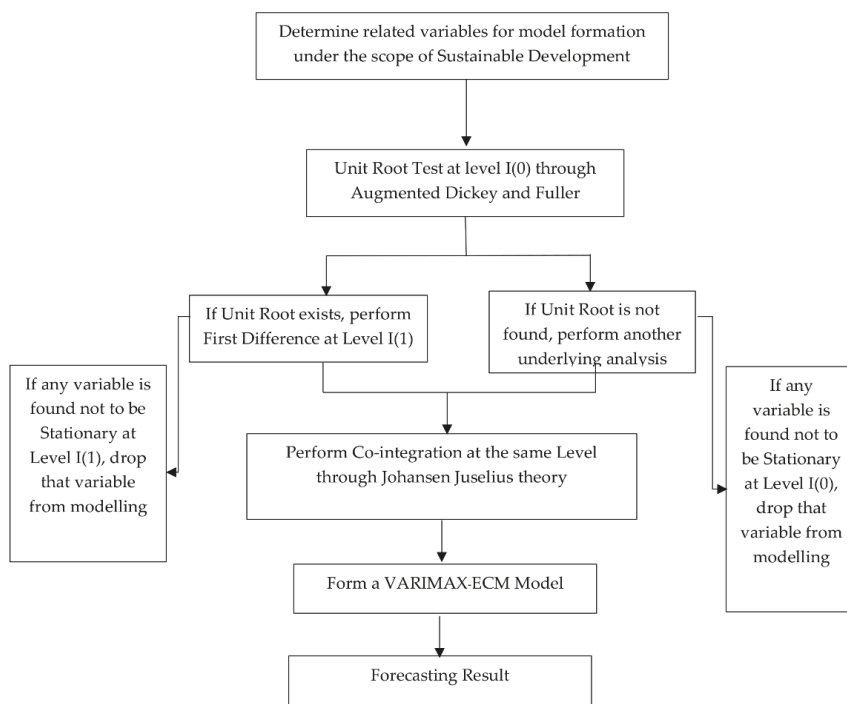 Determine related variables for model formation
under the scope of Sustainable Development
Unit Root Test at level I(0) through
Augmented Dickey and Fuller
If Unit Root exists, perform
First Difference at Level I(1)
If Unit Root is not
found, perform another
underlying analysis
If any variable is
found not to be
Stationary at
Level I(1), drop
that variable
from modelling
If any
variable is
found not to
be Stationary
at Level I(0),
drop that
variable from
modelling
Perform Co-integration at the same Level
through Johansen Juselius theory
Form a VARIMAX-ECM Model
Forecasting Result